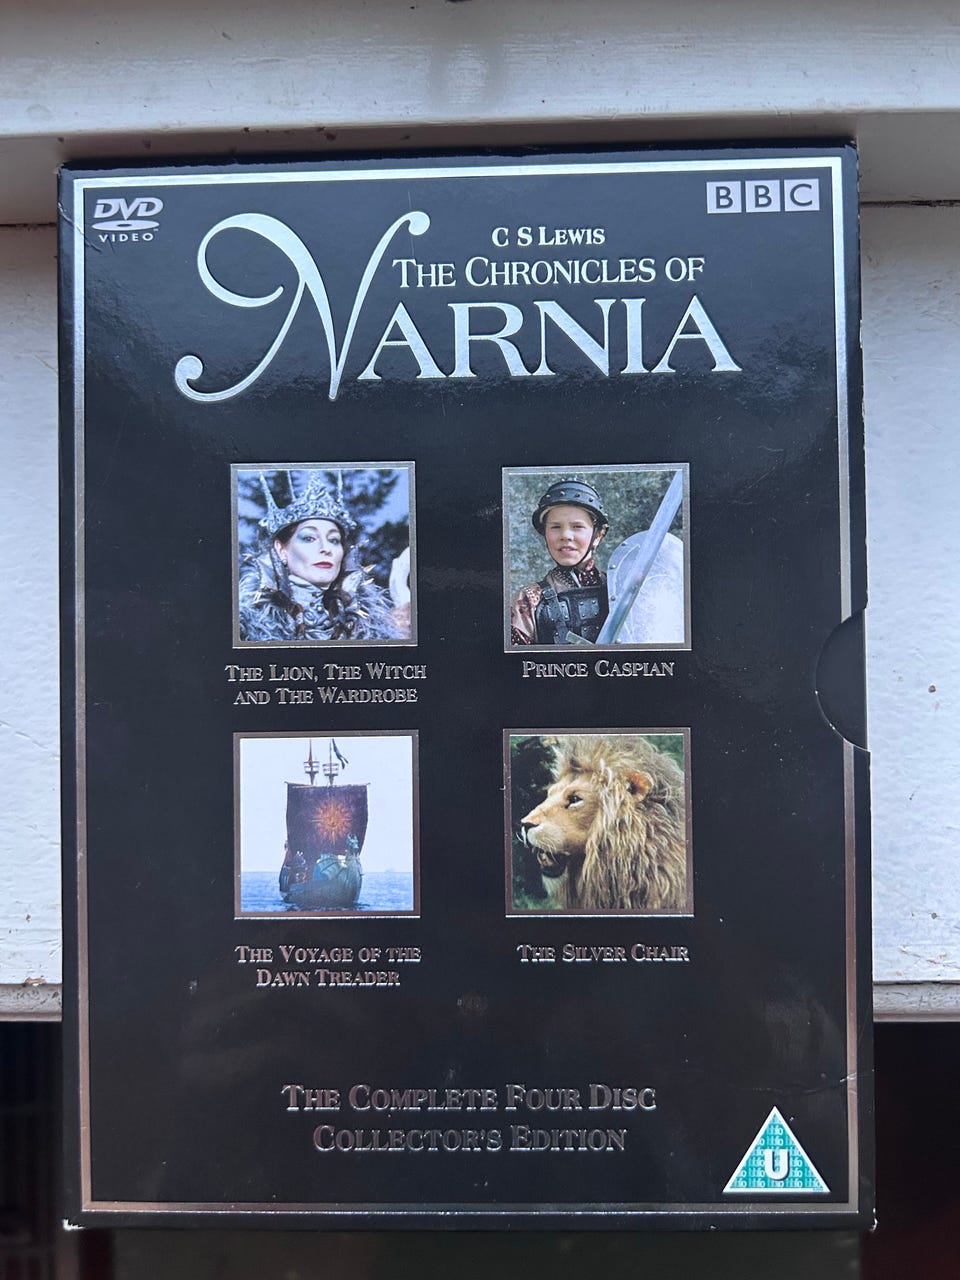 DVD
VIDEO
BBC
C S LEWIS
THE CHRONICLES OF
NARNIA
THE LION, THE WITCH
AND THE WARDROBE
PRINCE CASPIAN
THE VOYAGE OF THE
DAWN TREADER
THE SILVER CHAIR
THE COMPLETE FOUR DISC
COLLECTOR'S EDITION
U